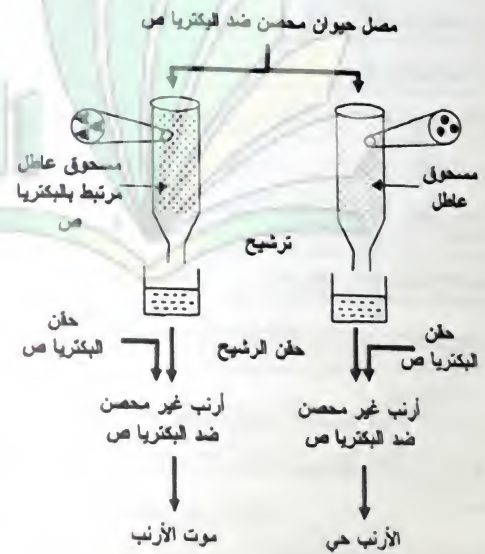 مصل حيوان محصن ضد البكتريا ص
مسحوق عاطل
مرتبط بالبكتريا
ص
مسحوق
عاطل
ترشيح
حقن
البكتريا ص
حقن الرشيح
حقن
البكتريا ص
أرنب غير محصن
ضد البكتريا ص
أرنب غير محصن
ضد البكتريا ص
الأرنب حي
موت الأرنب